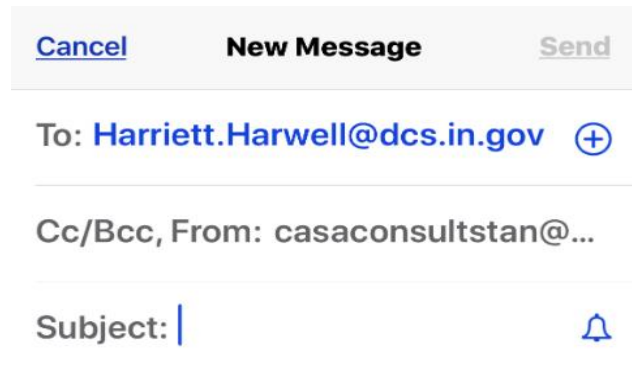 Cancel New Message Send
To: Harriett.Harwell@dcs.in.gov
Cc/Bcc, From: casaconsultstan@...
Subject: